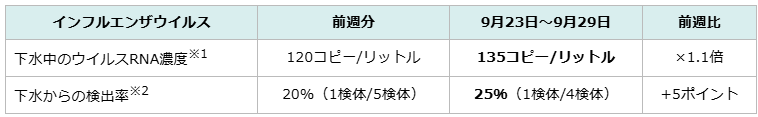 インフルエンザウイルス 前週分 9月23日～9月29日 前週比
下水中のウイルスRNA濃度※1 120コピー/リットル 135コピー/リットル ×1.1倍
下水からの検出率※2 20%（1検体/5検体） 25%（1検体/4検体） +5ポイント